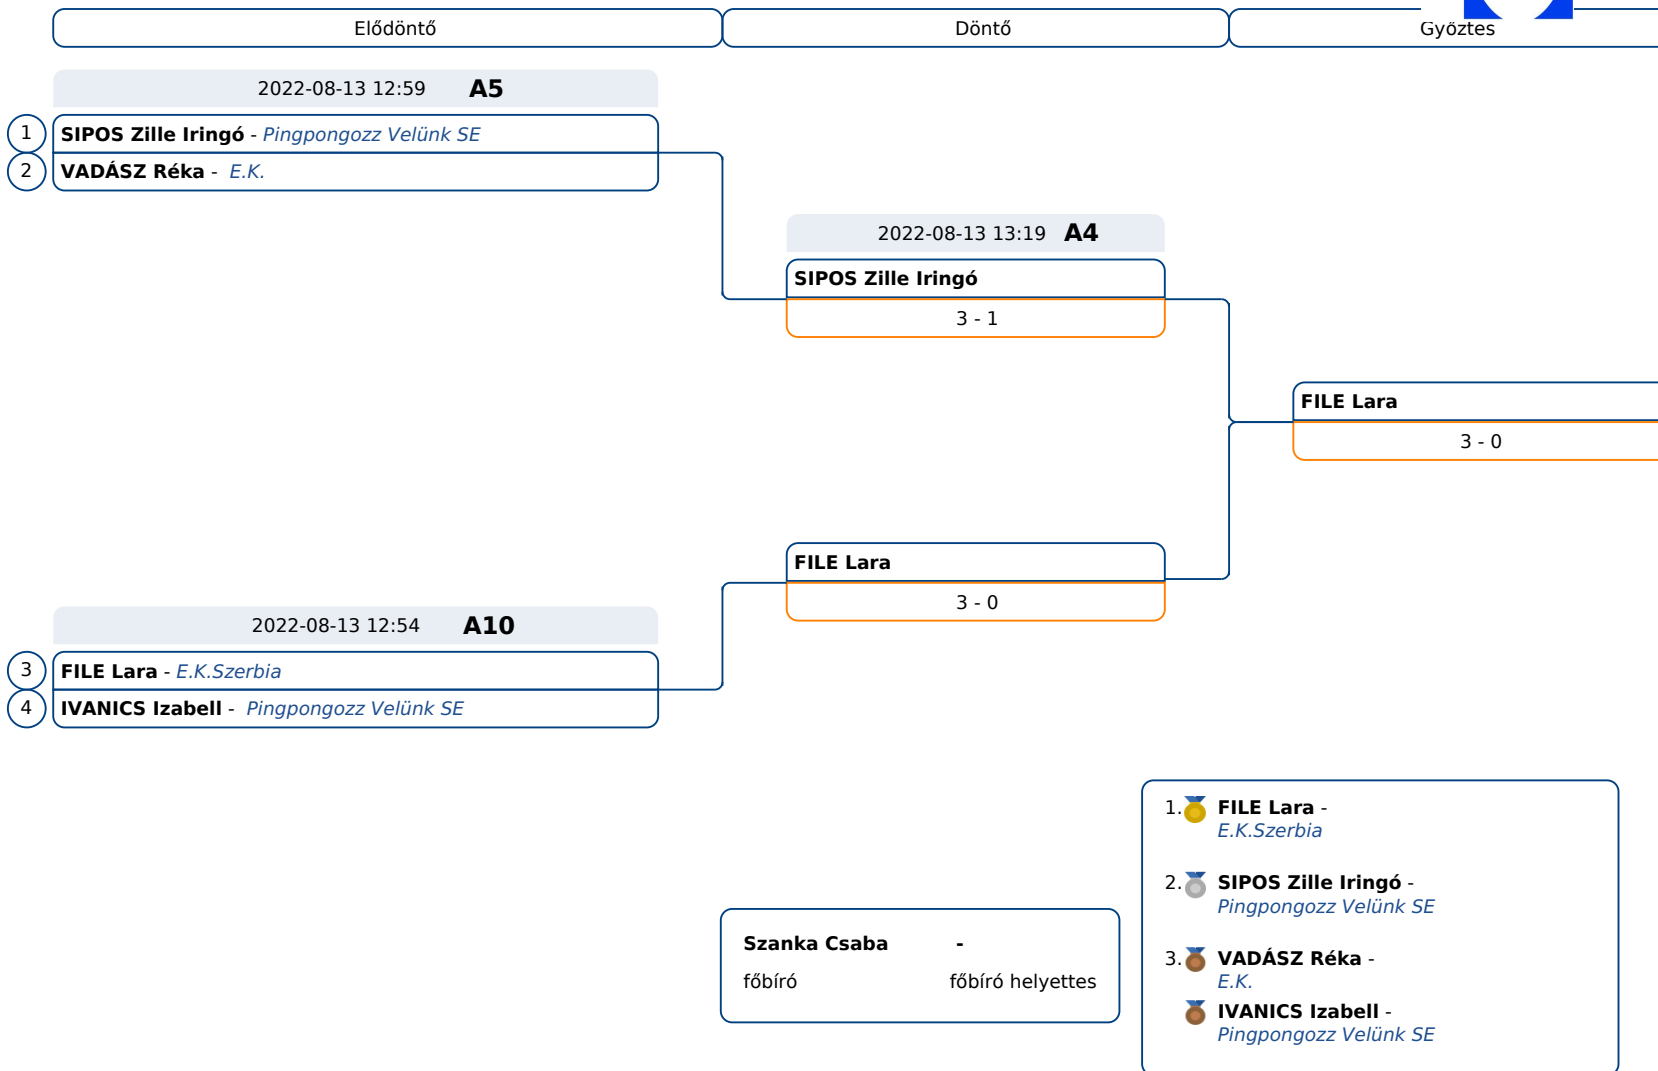 Elődöntő
Döntő
Győztes
2022-08-13 12:59 A5
1 SIPOS Zille Iringó - Pingpongozz Velünk SE
2 VADÁSZ Réka - E.K.
2022-08-13 13:19 A4
SIPOS Zille Iringó
3 - 1
FILE Lara
3 - 0
FILE Lara
3 - 0
2022-08-13 12:54 A10
3 FILE Lara - E.K.Szerbia
4 IVANICS Izabell - Pingpongozz Velünk SE
1. FILE Lara -
E.K.Szerbia
2. SIPOS Zille Iringó -
Pingpongozz Velünk SE
3. VADÁSZ Réka -
E.K.
IVANICS Izabell -
Pingpongozz Velünk SE
Szanka Csaba -
főbíró főbíró helyettes